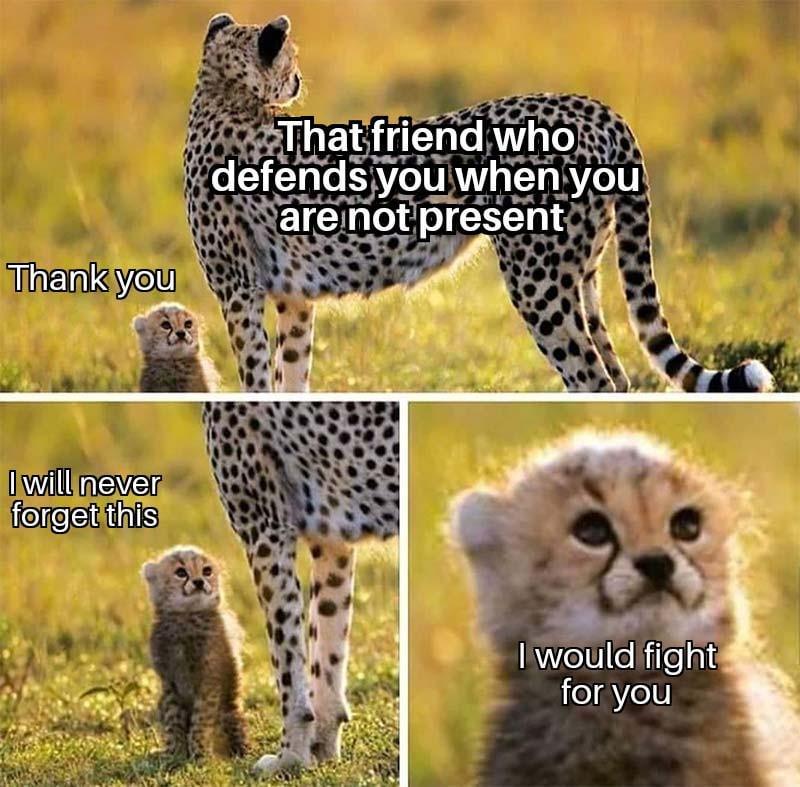 That friend who
defends you when you
are not present
Thank you
I will never
forget this
I would fight
for you